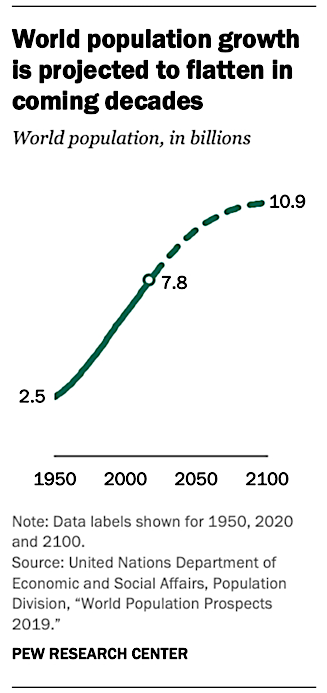 World population growth
is projected to flatten in
coming decades
World population, in billions
10.9
7.8
2.5
1950 2000 2050 2100
Note: Data labels shown for 1950, 2020
and 2100.
Source: United Nations Department of
Economic and Social Affairs, Population
Division, “World Population Prospects
2019.”
PEW RESEARCH CENTER